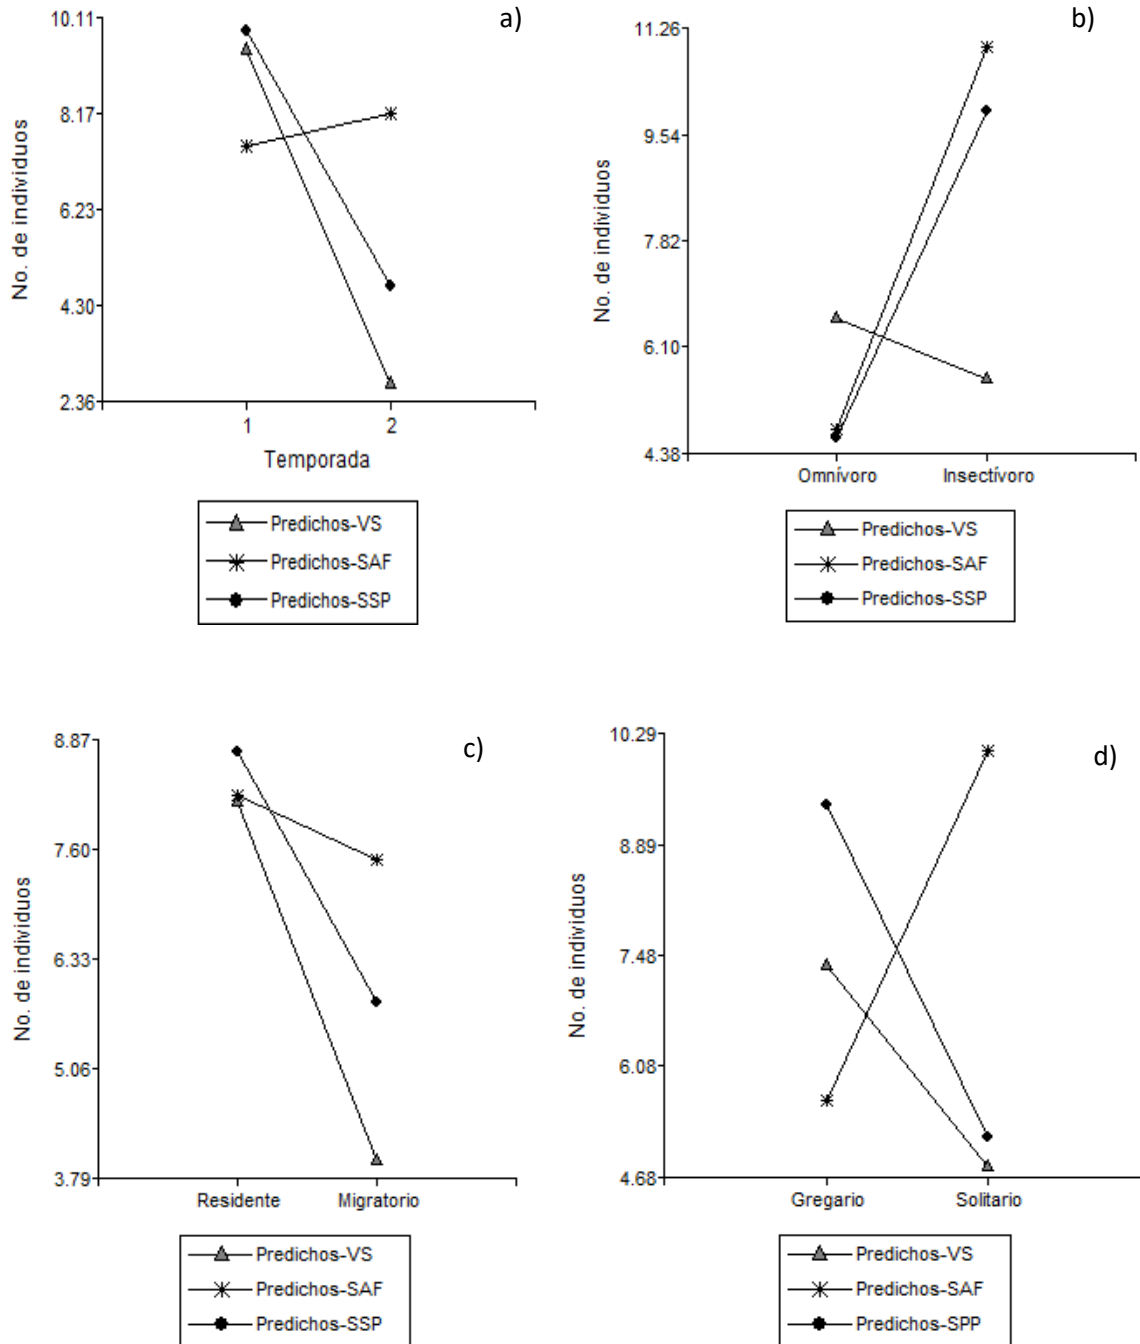 a)
10.11
8.17
6.23
4.30
2.36
No. de individuos
1 2
Temporada
Predichos-VS
Predichos-SAF
Predichos-SSP
b)
11.26
9.54
7.82
6.10
4.38
No. de individuos
Omnívoro Insectívoro
Predichos-VS
Predichos-SAF
Predichos-SSP
c)
8.87
7.60
6.33
5.06
3.79
No. de individuos
Residente Migratorio
Predichos-VS
Predichos-SAF
Predichos-SSP
d)
10.29
8.89
7.48
6.08
4.68
No. de individuos
Gregario Solitario
Predichos-VS
Predichos-SAF
Predichos-SPP